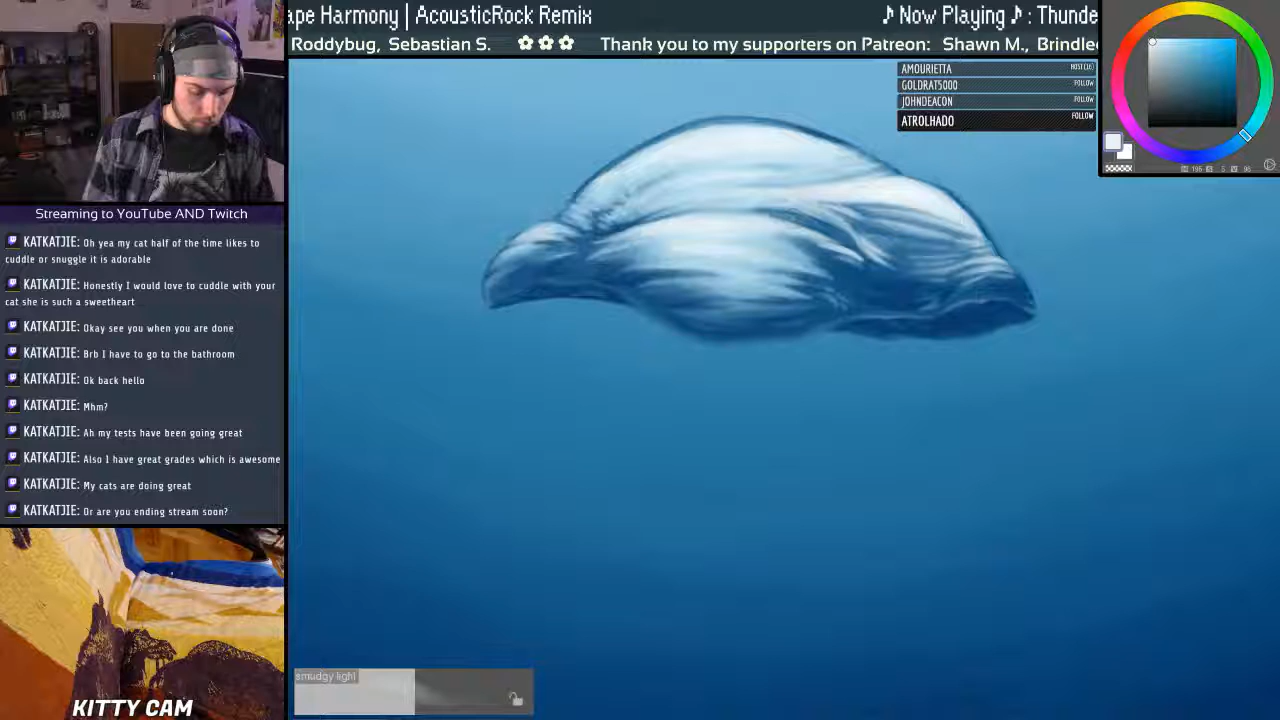 ape Harmony | AcousticRock Remix
♪ Now Playing ♪ : Thunde
Roddybug, Sebastian S. ✿ ✿ ✿ Thank you to my supporters on Patreon: Shawn M., Brindlee
AMOURIETTA HOST(16)
GOLDRAT5000 FOLLOW
JOHNDEACON FOLLOW
ATROLHADO FOLLOW
Streaming to YouTube AND Twitch
KATKATJIE: Oh yea my cat half of the time likes to
cuddle or snuggle it is adorable
KATKATJIE: Honestly I would love to cuddle with your
cat she is such a sweetheart
KATKATJIE: Okay see you when you are done
KATKATJIE: Brb I have to go to the bathroom
KATKATJIE: Ok back hello
KATKATJIE: Mhm?
KATKATJIE: Ah my tests have been going great
KATKATJIE: Also I have great grades which is awesome
KATKATJIE: My cats are doing great
KATKATJIE: Or are you ending stream soon?
smudgy light
KITTY CAM